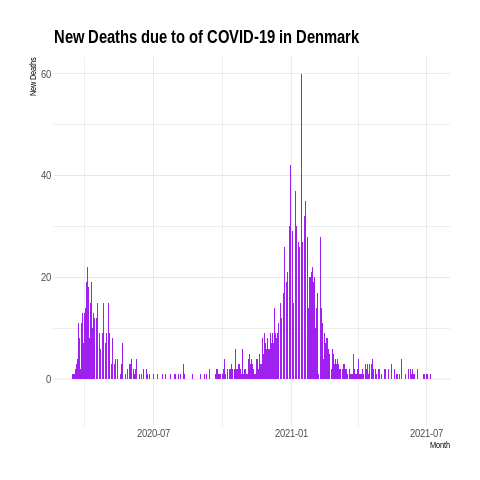 New Deaths due to of COVID-19 in Denmark
New Deaths
60
40
20
0
2020-07
2021-01
2021-07
Month